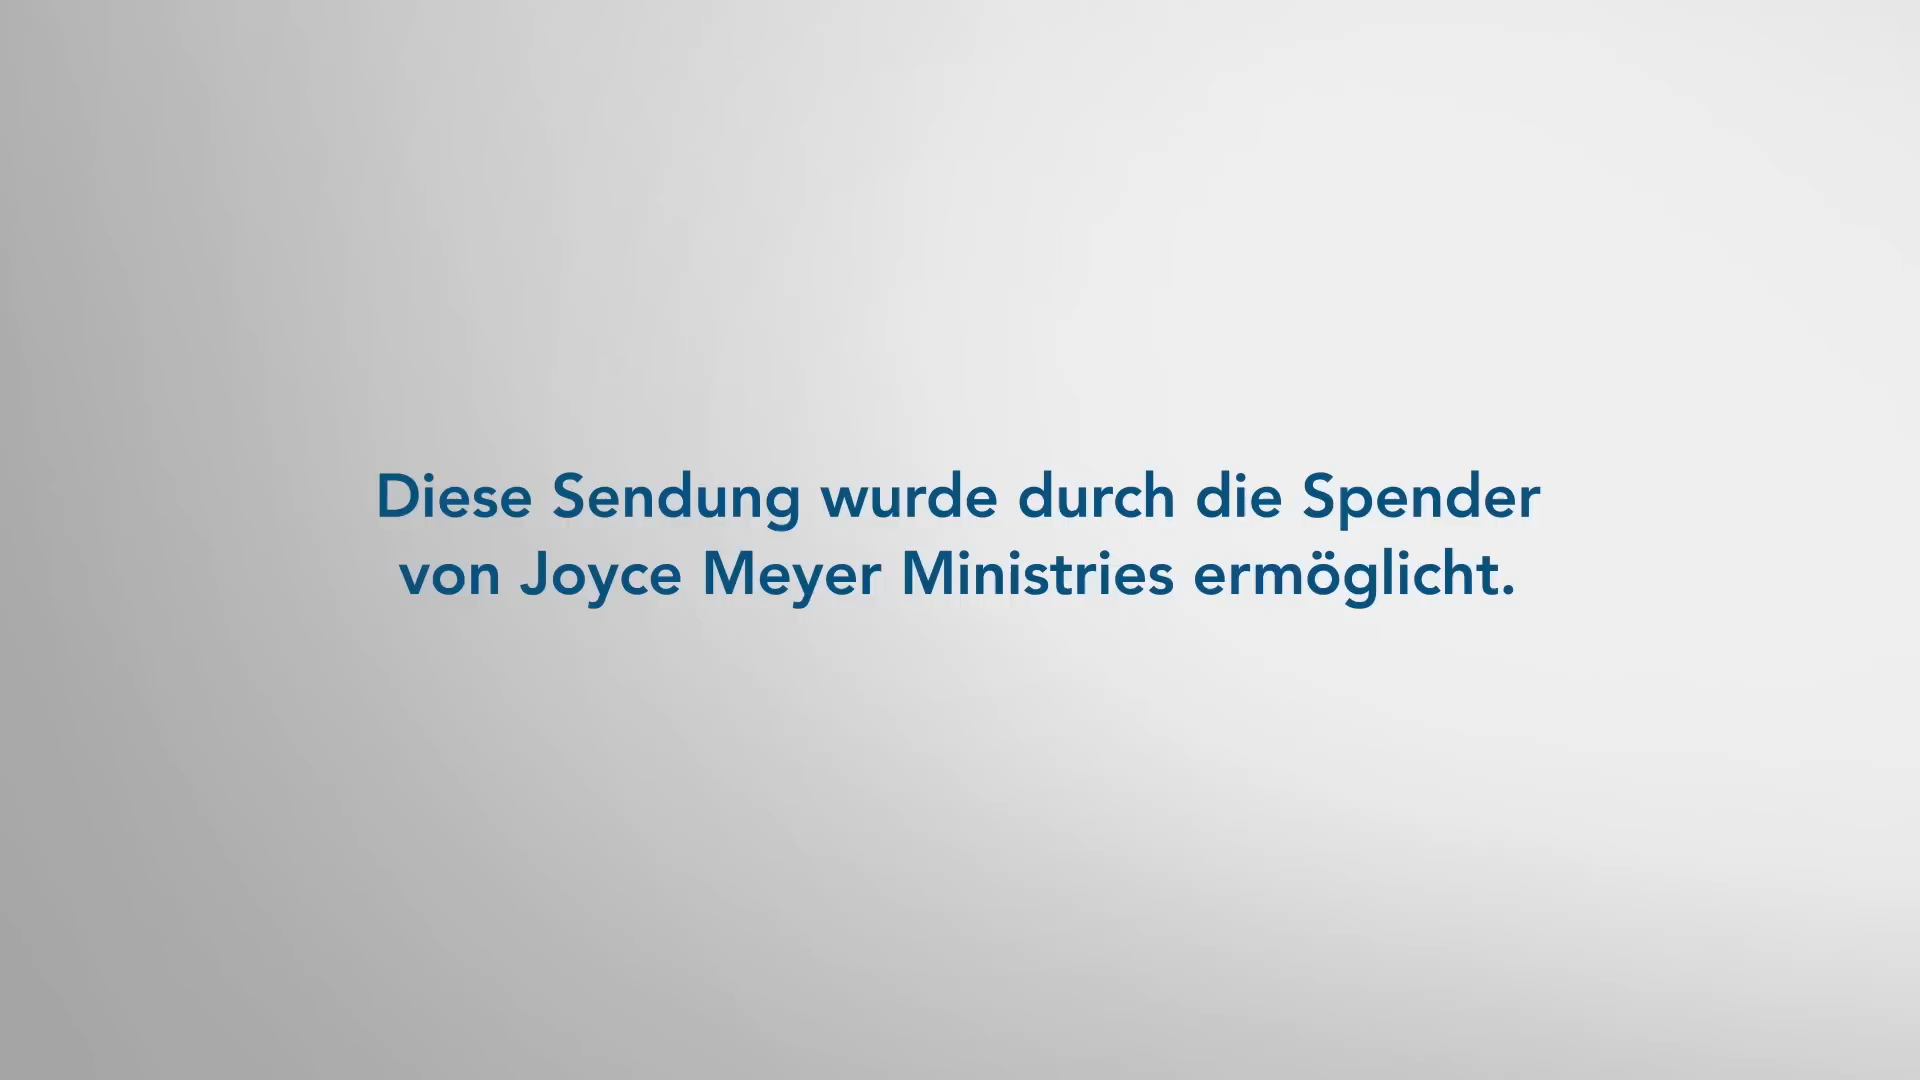 Diese Sendung wurde durch die Spender
von Joyce Meyer Ministries ermöglicht.